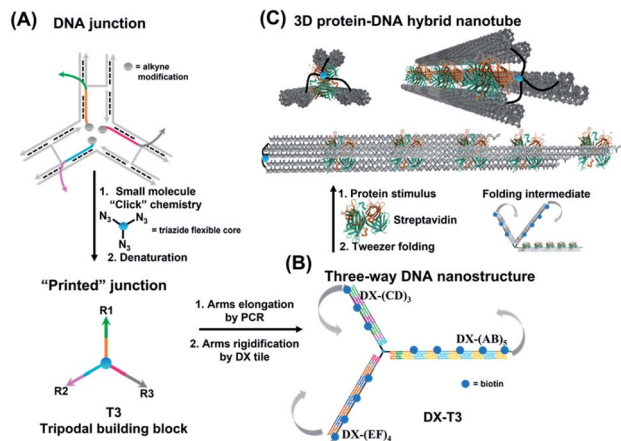 (A)
DNA junction
= alkyne
modification
1. Small molecule
"Click" chemistry
N3
N3
N3
= triazide flexible core
2. Denaturation
"Printed" junction
R1
R2
R3
T3
Tripodal building block
1. Arms elongation
by PCR
2. Arms rigidification
by DX tile
(C) 3D protein-DNA hybrid nanotube
1. Protein stimulus
Streptavidin
2. Tweezer folding
Folding intermediate
(B)
Three-way DNA nanostructure
DX-(CD)3
DX-(AB)5
= biotin
DX-(EF)4
DX-T3